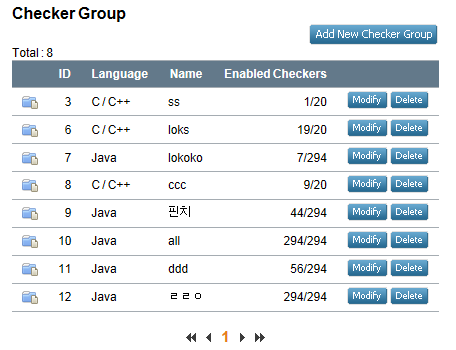 Checker Group
Add New Checker Group
Total : 8
ID Language Name Enabled Checkers
3 C / C++ ss 1/20 Modify Delete
6 C / C++ loks 19/20 Modify Delete
7 Java lokoko 7/294 Modify Delete
8 C / C++ ccc 9/20 Modify Delete
9 Java 핀치 44/294 Modify Delete
10 Java all 294/294 Modify Delete
11 Java ddd 56/294 Modify Delete
12 Java ㄹㄹㅇ 294/294 Modify Delete
1